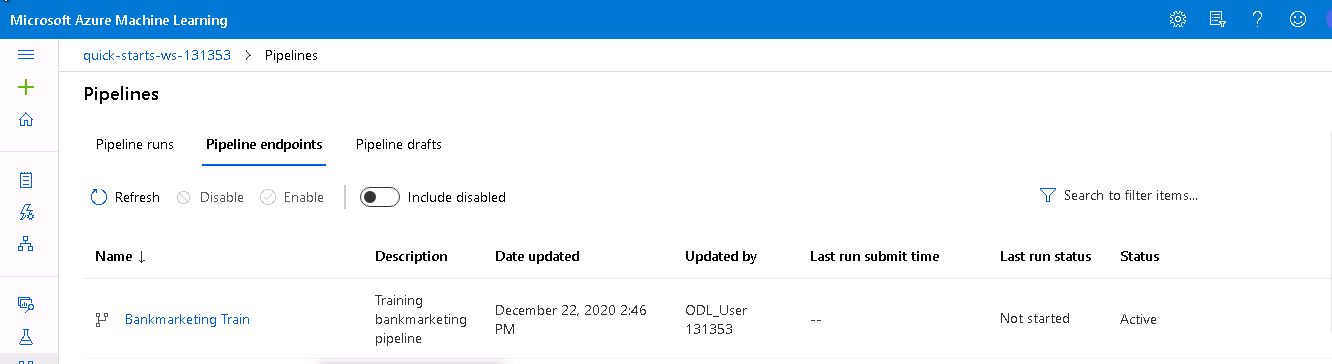 Microsoft Azure Machine Learning
quick-starts-ws-131353 > Pipelines
Pipelines
Pipeline runs Pipeline endpoints Pipeline drafts
Refresh Disable Enable Include disabled Search to filter items...
Name ↓ Description Date updated Updated by Last run submit time Last run status Status
Training
bankmarketing
pipeline
Bankmarketing Train
December 22, 2020 2:46
PM
ODL_User
131353
--
Not started
Active